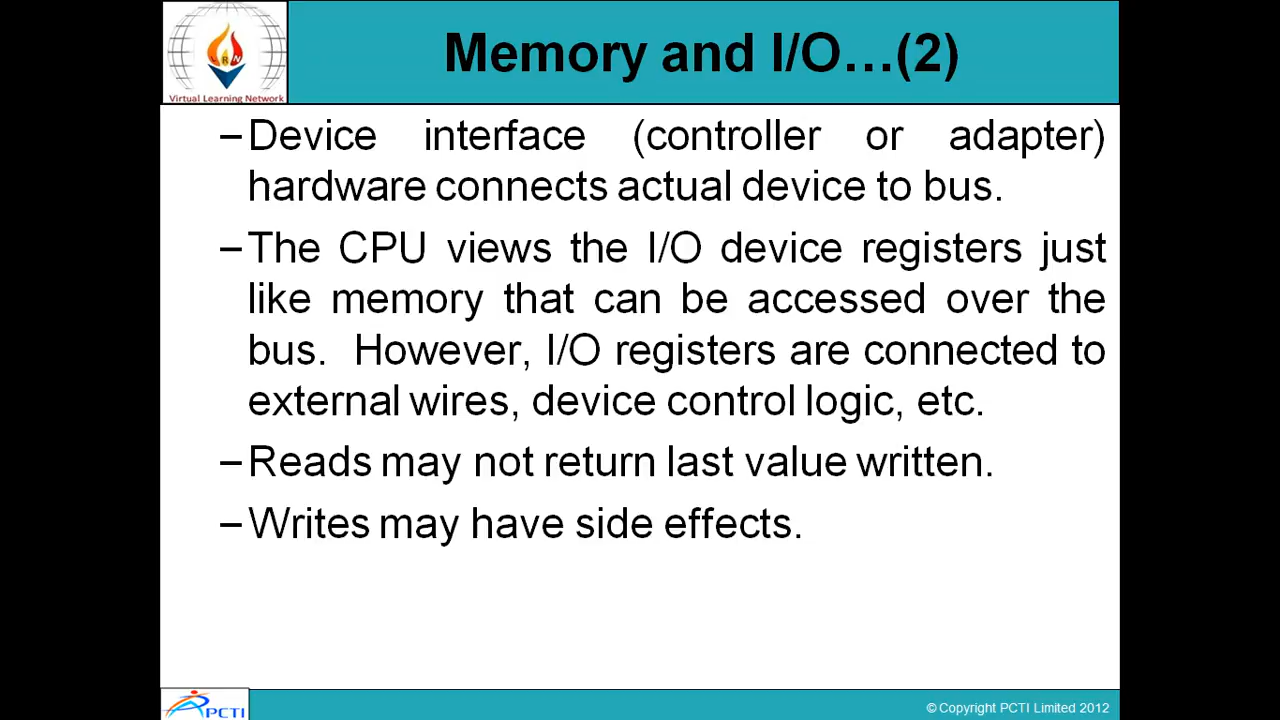 Memory and I/O…(2)
LRN
Virtual Learning Network
–Device interface (controller or adapter)
hardware connects actual device to bus.
–The CPU views the I/O device registers just
like memory that can be accessed over the
bus.  However, I/O registers are connected to
external wires, device control logic, etc.
–Reads may not return last value written.
–Writes may have side effects.
PCTI
© Copyright PCTI Limited 2012